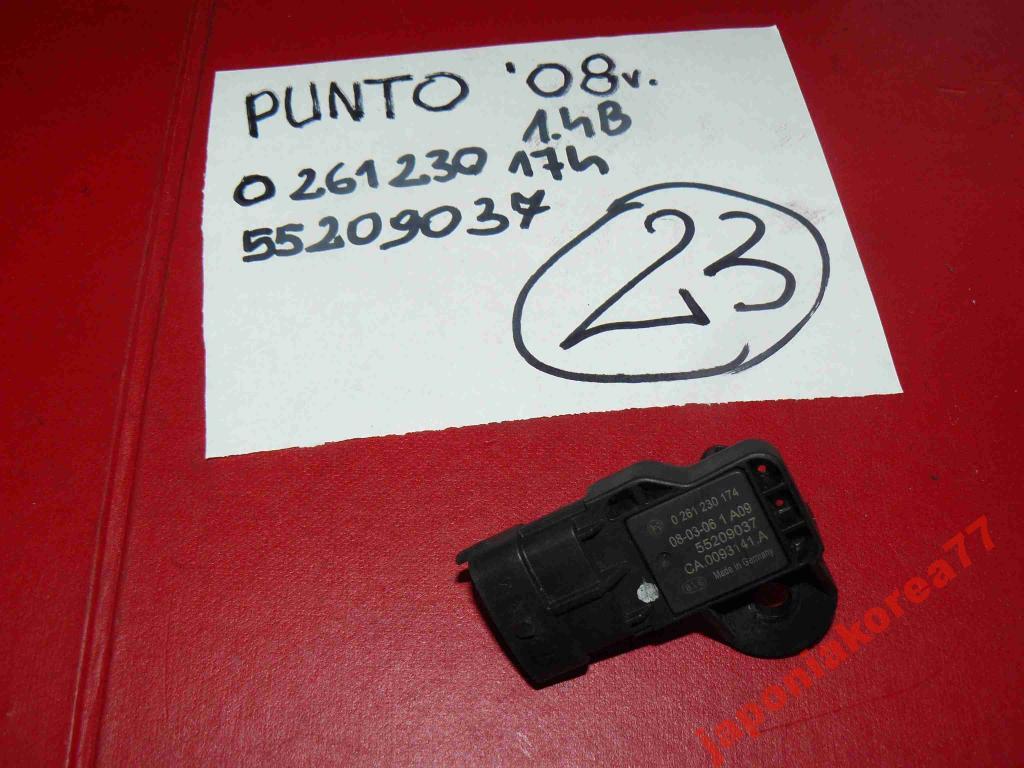 PUNTO '08r.
1.4B
0 261 230 174
55209037
23
0 261 230 174
08-03-06 1 A09
55209037
CA.0093141.A
Made in Germany
japoniakorea77